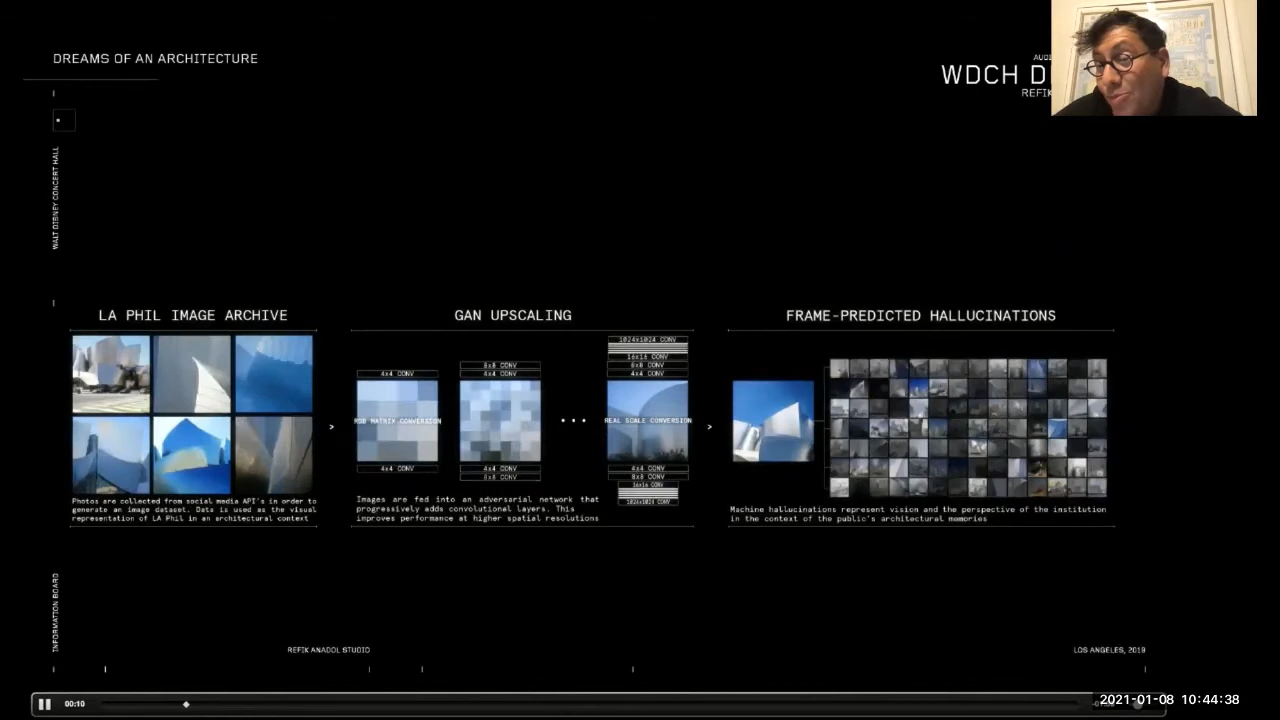 DREAMS OF AN ARCHITECTURE
AUD
WDCH D
REFIK
WALT DISNEY CONCERT HALL
LA PHIL IMAGE ARCHIVE
Photos are collected from social media API's in order to
generate an image dataset. Data is used as the visual
representation of LA Phil in an architectural context
>
GAN UPSCALING
4x4 CONV
RGB MATRIX CONVERSION
4x4 CONV
8x8 CONV
4x4 CONV
4x4 CONV
8x8 CONV
...
1024x1024 CONV
16x16 CONV
8x8 CONV
4x4 CONV
REAL SCALE CONVERSION
4x4 CONV
8x8 CONV
16x16 CONV
1024x1024 CONV
Images are fed into an adversarial network that
progressively adds convolutional layers. This
improves performance at higher spatial resolutions
>
FRAME-PREDICTED HALLUCINATIONS
Machine hallucinations represent vision and the perspective of the institution
in the context of the public's architectural memories
INFORMATION BOARD
REFIK ANADOL STUDIO
LOS ANGELES, 2019
00:10
2021-01-08 10:44:38